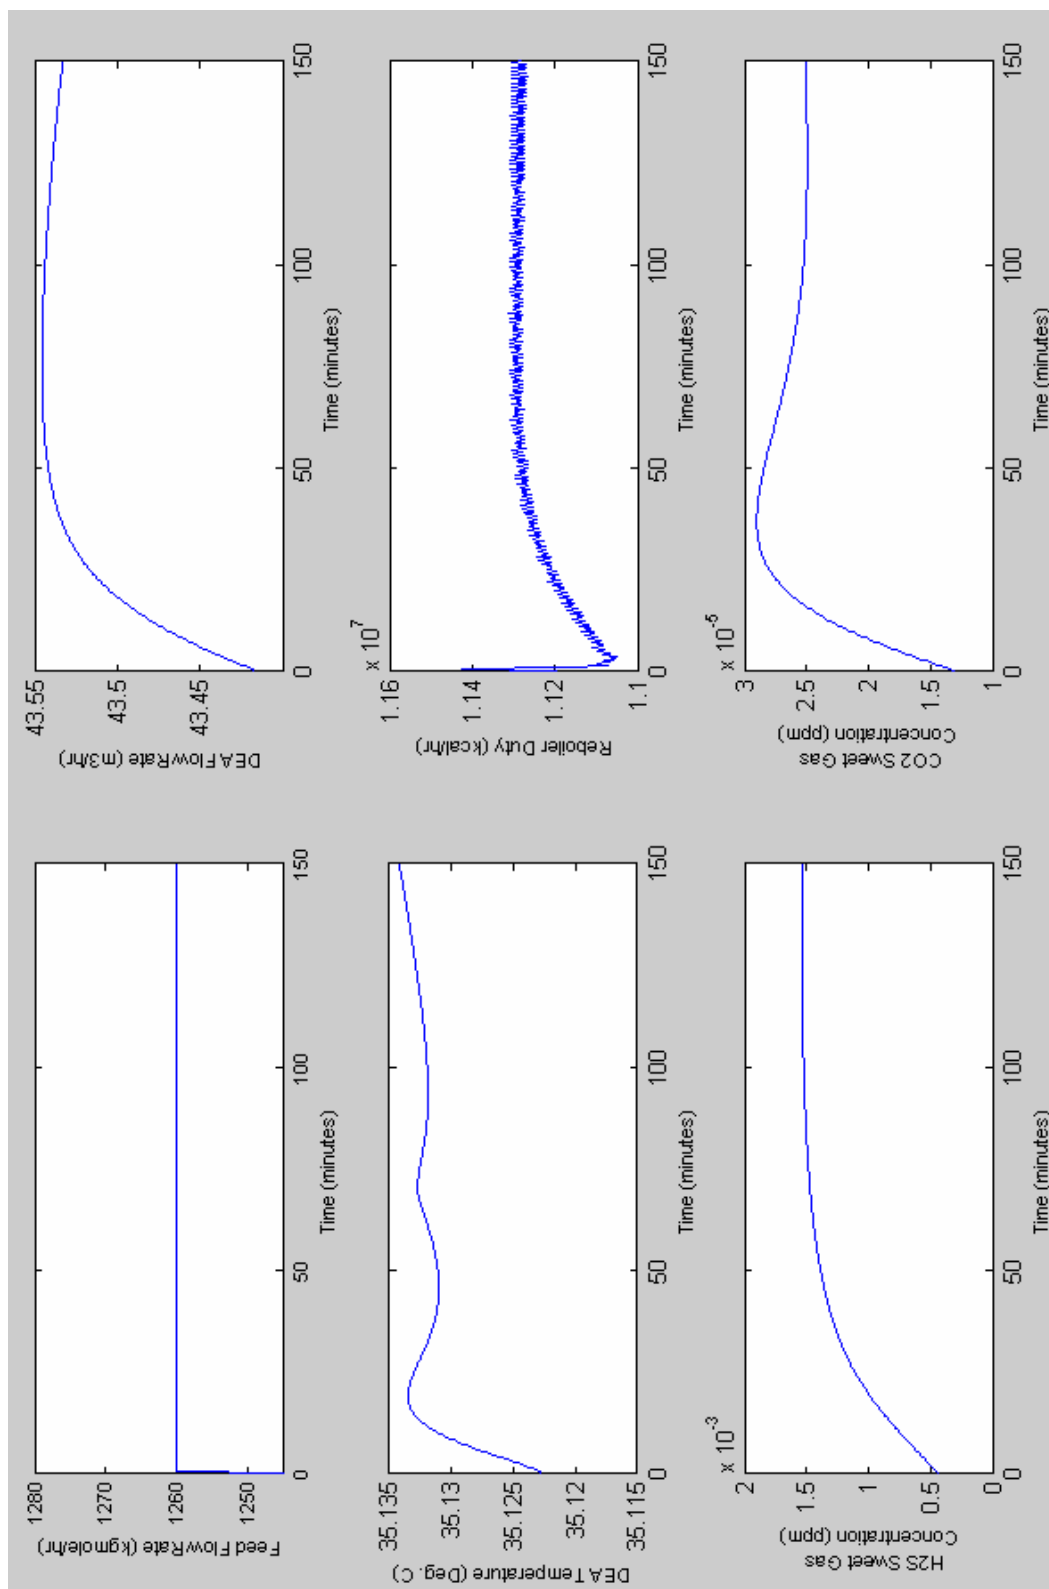 Feed FlowRate (kgmole/hr)
1280
1270
1260
1250
0
50
100
150
Time (minutes)
DEA FlowRate (m3/hr)
43.55
43.5
43.45
0
50
100
150
Time (minutes)
DEA Temperature (Deg. C)
35.135
35.13
35.125
35.12
35.115
0
50
100
150
Time (minutes)
Reboiler Duty (kcal/hr)
x 10^7
1.16
1.14
1.12
1.1
0
50
100
150
Time (minutes)
H2S Sweet Gas
Concentration (ppm)
x 10^-3
2
1.5
1
0.5
0
0
50
100
150
Time (minutes)
CO2 Sweet Gas
Concentration (ppm)
x 10^-5
3
2.5
2
1.5
1
0
50
100
150
Time (minutes)